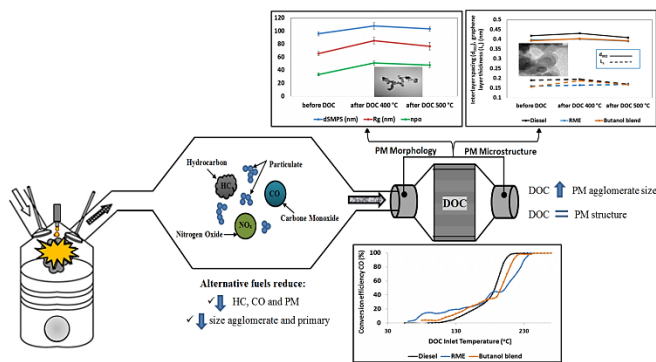 120
100
80
60
40
20
0
before DOC
after DOC 400 °C
after DOC 500 °C
dSMPS (nm)
Rg (nm)
npo
Interlayer spacing (d002), graphene
layer thickness (Ls) (nm)
0.5
0.45
0.4
0.35
0.3
0.25
0.2
0.15
0.1
d002
before DOC
after DOC 400 °C
after DOC 500 °C
Diesel
RME
Butanol blend
PM Morphology
PM Microstructure
Hydrocarbon
Particulate
HC
CO
NOx
Nitrogen Oxide
Carbone Monoxide
DOC
DOC PM agglomerate size
DOC PM structure
Alternative fuels reduce:
✓ HC, CO and PM
✓ size agglomerate and primary
Conversion efficiency CO (%)
100
80
60
40
20
0
30
130
230
DOC Inlet Temperature (°C)
Diesel
RME
Butanol blend